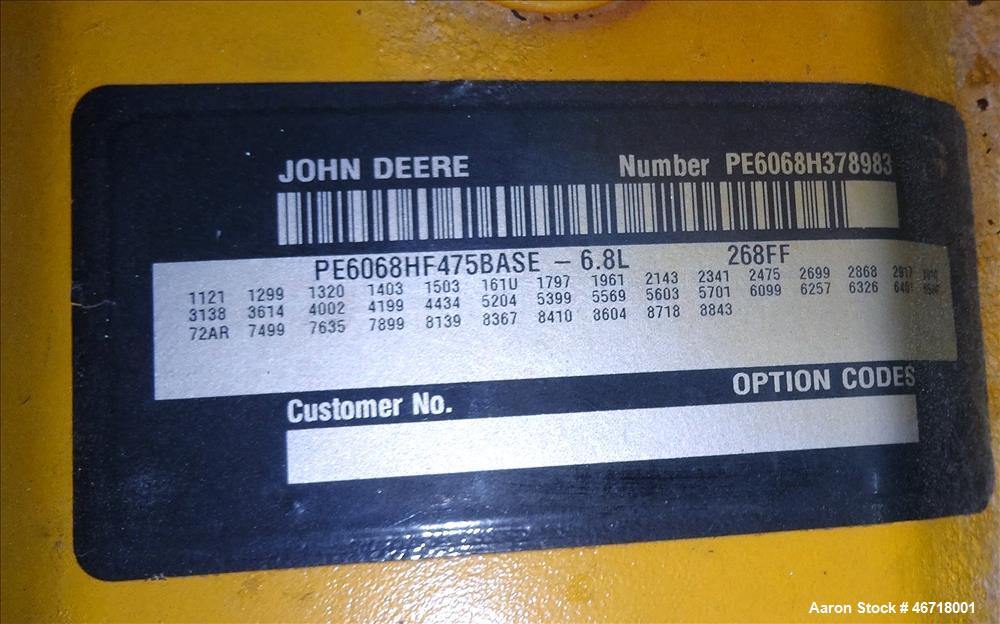 JOHN DEERE Number PE6068H378983
PE6068HF475BASE - 6.8L 268FF
1121 1299 1320 1403 1503 161U 1797 1961 2143 2341 2475 2699 2868 2917
3138 3614 4002 4199 4434 5204 5399 5569 5603 5701 6099 6257 6326 6401
72AR 7499 7635 7899 8139 8367 8410 8604 8718 8843
OPTION CODES
Customer No.
Aaron Stock # 46718001